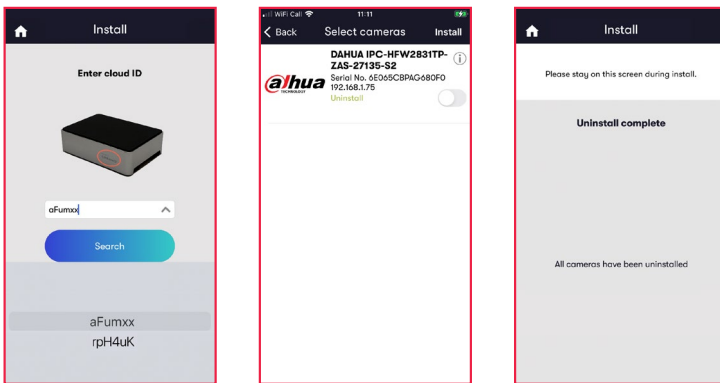 Install
Enter cloud ID
aFumxx
Search
aFumxx
rpH4uK
WiFi Call
11:11
Back
Select cameras
Install
DAHUA IPC-HFW2831TP-
ZAS-27135-S2
alhua
TECHNOLOGY
Serial No. 6E065CBPAG680F0
192.168.1.75
Uninstall
Install
Please stay on this screen during install.
Uninstall complete
All cameras have been uninstalled